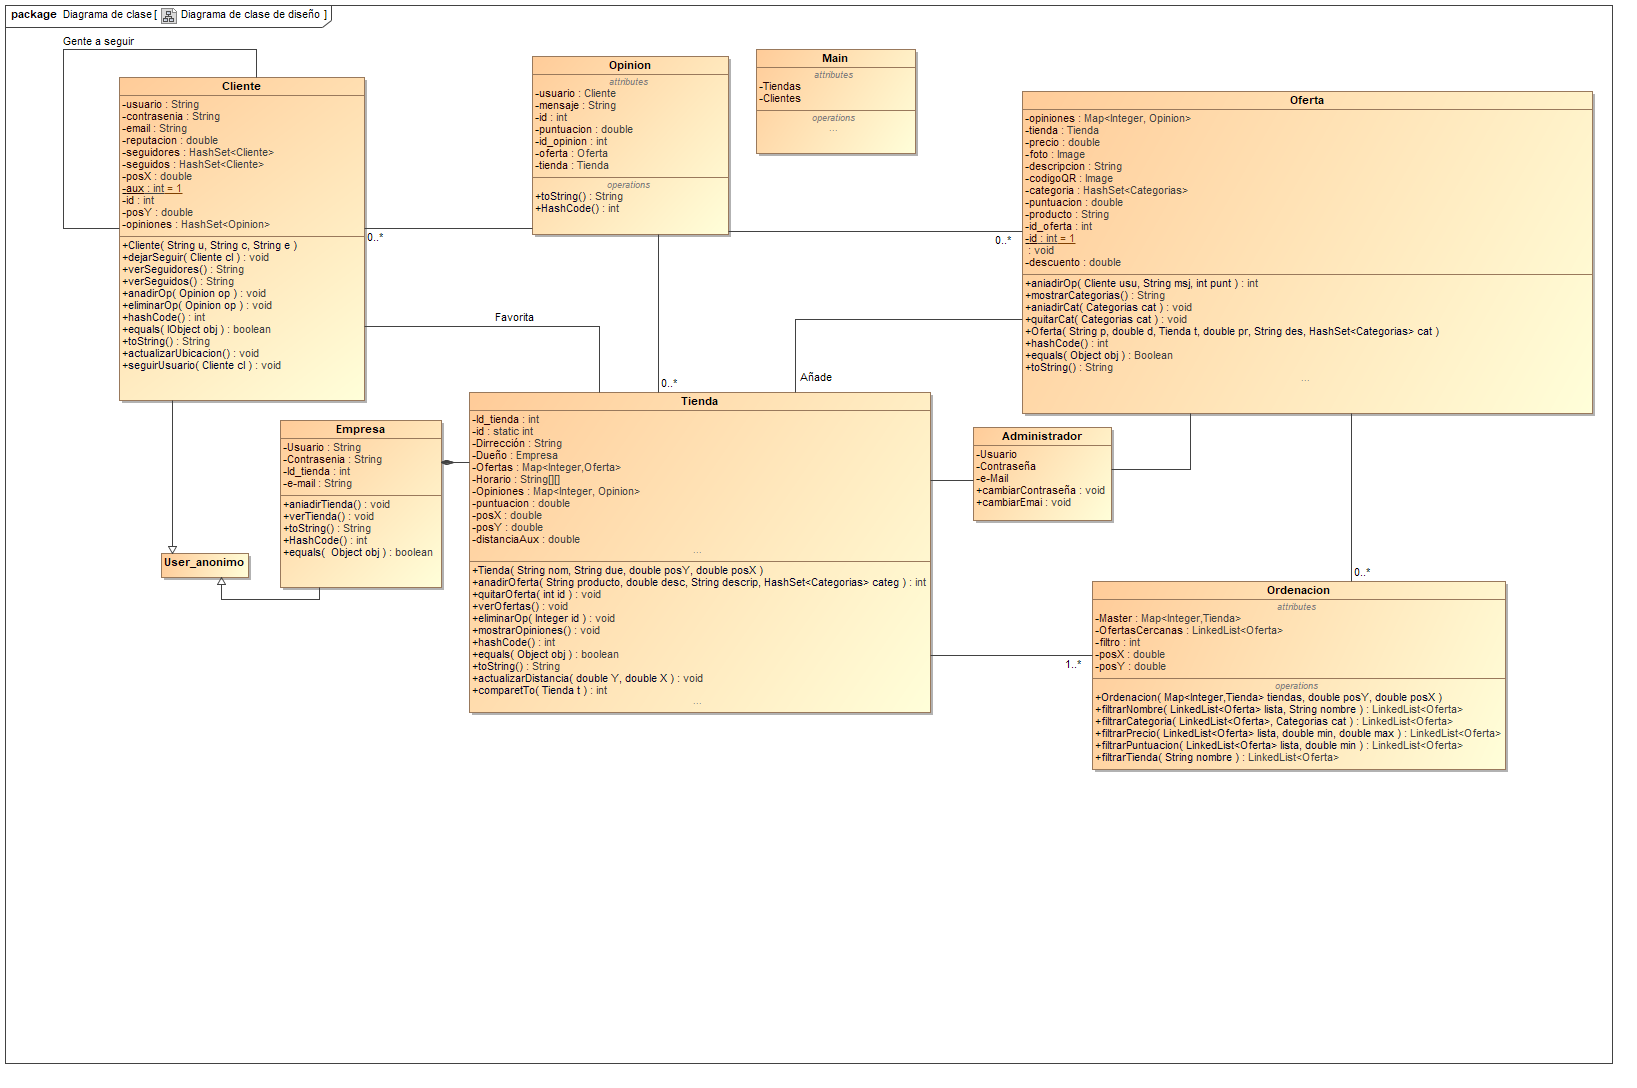 package Diagrama de clase [ Diagrama de clase de diseño ]
Gente a seguir
Cliente
-usuario : String
-contrasenia : String
-email : String
-reputacion : double
-seguidores : HashSet<Cliente>
-seguidos : HashSet<Cliente>
-posX : double
-aux : int = 1
-id : int
-posY : double
-opiniones : HashSet<Opinion>
+Cliente( String u, String c, String e )
+dejarSeguir( Cliente cl ) : void
+verSeguidores() : String
+verSeguidos() : String
+anadirOp( Opinion op ) : void
+eliminarOp( Opinion op ) : void
+hashCode() : int
+equals( IObject obj ) : boolean
+toString() : String
+actualizarUbicacion() : void
+seguirUsuario( Cliente cl ) : void
0..*
Opinion
attributes
-usuario : Cliente
-mensaje : String
-id : int
-puntuacion : double
-id_opinion : int
-oferta : Oferta
-tienda : Tienda
operations
+toString() : String
+HashCode() : int
Main
attributes
-Tiendas
-Clientes
operations
...
Oferta
-opiniones : Map<Integer, Opinion>
-tienda : Tienda
-precio : double
-foto : Image
-descripcion : String
-codigoQR : Image
-categoria : HashSet<Categorias>
-puntuacion : double
-producto : String
-id_oferta : int
-id : int = 1
: void
-descuento : double
+aniadirOp( Cliente usu, String msj, int punt ) : int
+mostrarCategorias() : String
+aniadirCat( Categorias cat ) : void
+quitarCat( Categorias cat ) : void
+Oferta( String p, double d, Tienda t, double pr, String des, HashSet<Categorias> cat )
+hashCode() : int
+equals( Object obj ) : Boolean
+toString() : String
...
0..*
Favorita
Añade
0..*
Empresa
-Usuario : String
-Contrasenia : String
-Id_tienda : int
-e-mail : String
+aniadirTienda() : void
+verTienda() : void
+toString() : String
+HashCode() : int
+equals(  Object obj ) : boolean
User_anonimo
Tienda
-Id_tienda : int
-id : static int
-Dirrección : String
-Dueño : Empresa
-Ofertas : Map<Integer,Oferta>
-Horario : String[][]
-Opiniones : Map<Integer, Opinion>
-puntuacion : double
-posX : double
-posY : double
-distanciaAux : double
...
+Tienda( String nom, String due, double posY, double posX )
+anadirOferta( String producto, double desc, String descrip, HashSet<Categorias> categ ) : int
+quitarOferta( int id ) : void
+verOfertas() : void
+eliminarOp( Integer id ) : void
+mostrarOpiniones() : void
+hashCode() : int
+equals( Object obj ) : boolean
+toString() : String
+actualizarDistancia( double Y, double X ) : void
+comparetTo( Tienda t ) : int
...
Administrador
-Usuario
-Contraseña
-e-Mail
+cambiarContraseña : void
+cambiarEmai : void
0..*
1..*
Ordenacion
attributes
-Master : Map<Integer,Tienda>
-OfertasCercanas : LinkedList<Oferta>
-filtro : int
-posX : double
-posY : double
operations
+Ordenacion( Map<Integer,Tienda> tiendas, double posY, double posX )
+filtrarNombre( LinkedList<Oferta> lista, String nombre ) : LinkedList<Oferta>
+filtrarCategoria( LinkedList<Oferta>, Categorias cat ) : LinkedList<Oferta>
+filtrarPrecio( LinkedList<Oferta> lista, double min, double max ) : LinkedList<Oferta>
+filtrarPuntuacion( LinkedList<Oferta> lista, double min ) : LinkedList<Oferta>
+filtrarTienda( String nombre ) : LinkedList<Oferta>